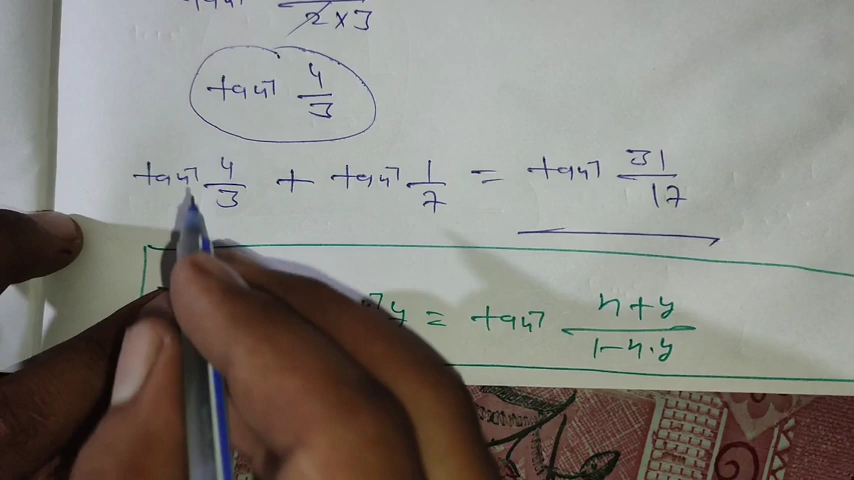 2 × 3
tan⁻¹ 4/3
tan⁻¹ 4/3 + tan⁻¹ 1/7 = tan⁻¹ 31/17
y = tan⁻¹ x+y/1-x.y